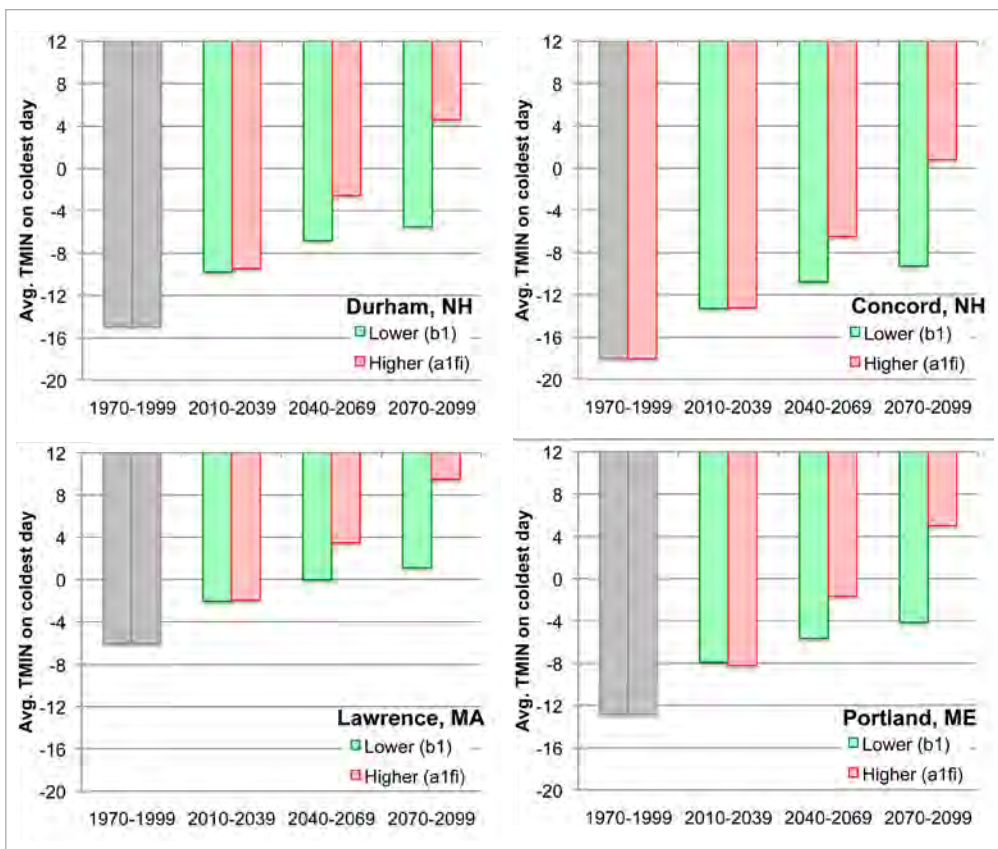 Avg. TMIN on coldest day
12
8
4
0
-4
-8
-12
-16
-20
Durham, NH
Lower (b1)
Higher (a1fi)
1970-1999 2010-2039 2040-2069 2070-2099
Avg. TMIN on coldest day
12
8
4
0
-4
-8
-12
-16
-20
Concord, NH
Lower (b1)
Higher (a1fi)
1970-1999 2010-2039 2040-2069 2070-2099
Avg. TMIN on coldest day
12
8
4
0
-4
-8
-12
-16
-20
Lawrence, MA
Lower (b1)
Higher (a1fi)
1970-1999 2010-2039 2040-2069 2070-2099
Avg. TMIN on coldest day
12
8
4
0
-4
-8
-12
-16
-20
Portland, ME
Lower (b1)
Higher (a1fi)
1970-1999 2010-2039 2040-2069 2070-2099